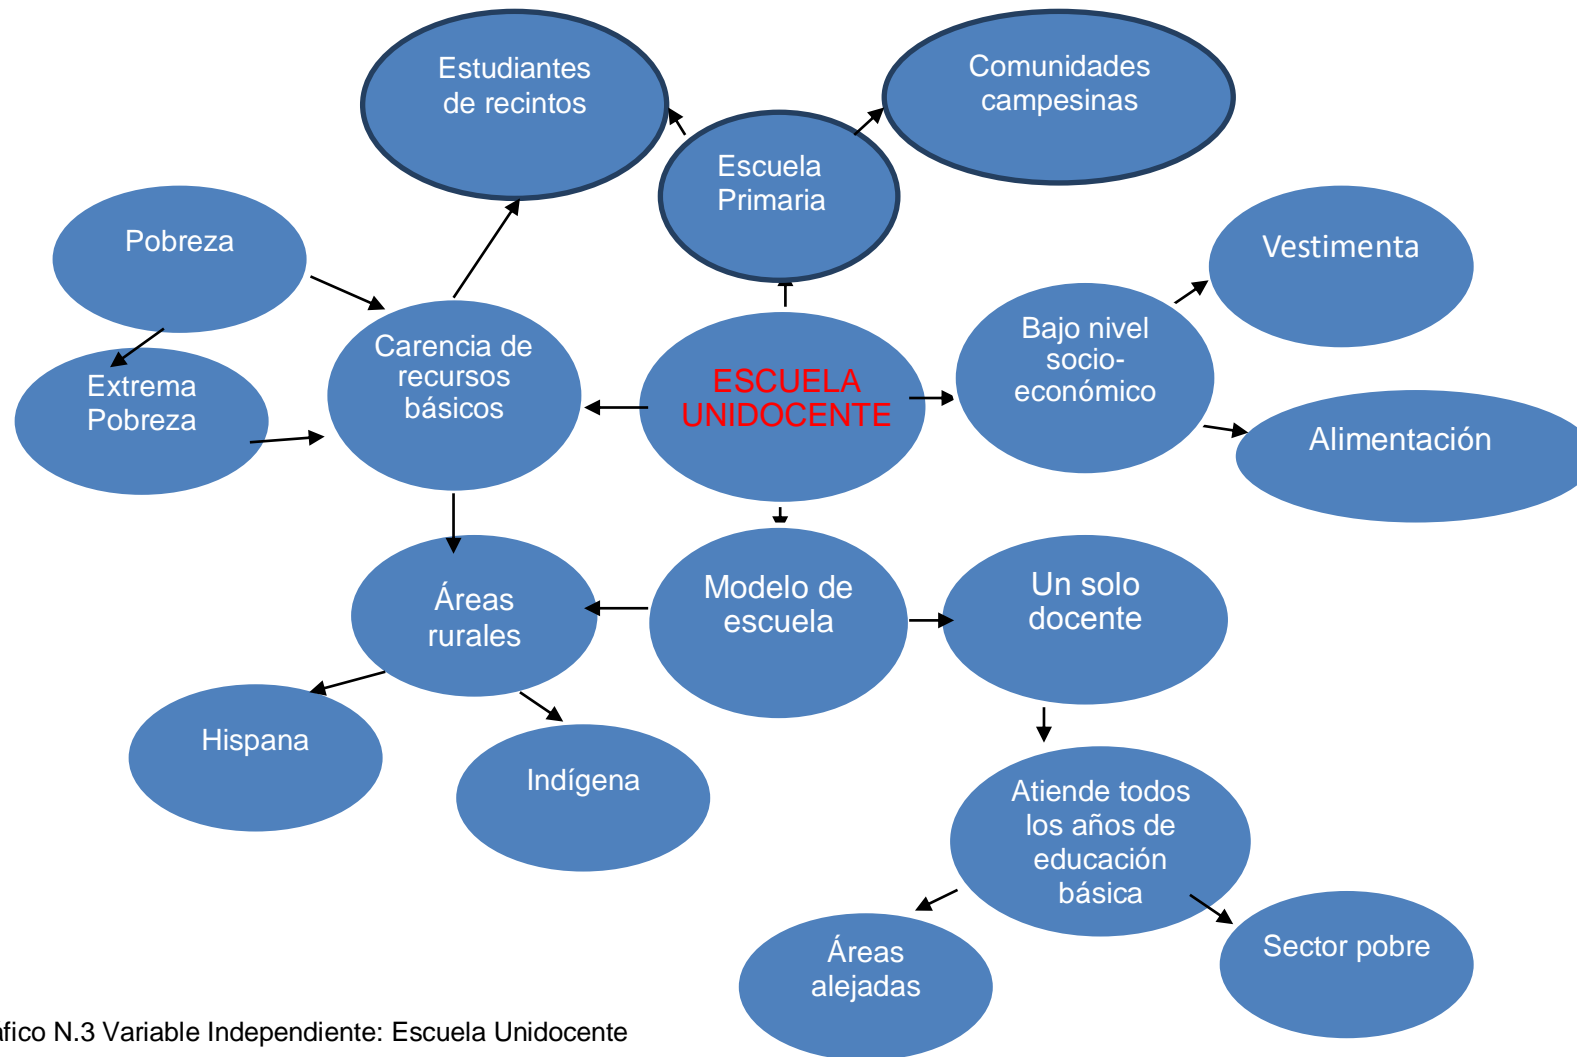 Estudiantes
de recintos
Comunidades
campesinas
Escuela
Primaria
Pobreza
Vestimenta
Carencia de
recursos
básicos
Bajo nivel
socio-
económico
Extrema
Pobreza
ESCUELA
UNIDOCENTE
Alimentación
Áreas
rurales
Modelo de
escuela
Un solo
docente
Hispana
Indígena
Atiende todos
los años de
educación
básica
Áreas
alejadas
Sector pobre
áfico N.3 Variable Independiente: Escuela Unidocente